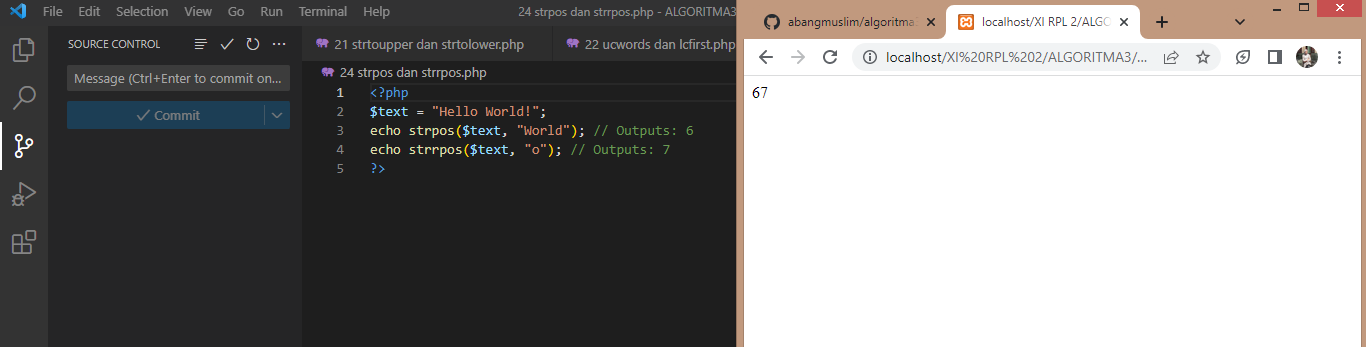 File Edit Selection View Go Run Terminal Help
24 strpos dan strrpos.php - ALGORITMA3
SOURCE CONTROL
Message (Ctrl+Enter to commit on...
Commit
21 strtoupper dan strtolower.php
22 ucwords dan lcfirst.php
24 strpos dan strrpos.php
1 <?php
2 $text = "Hello World!";
3 echo strpos($text, "World"); // Outputs: 6
4 echo strrpos($text, "o"); // Outputs: 7
5 ?>
abangmuslim/algoritma
localhost/XI RPL 2/ALGO
localhost/XI%20RPL%202/ALGORITMA3/...
67